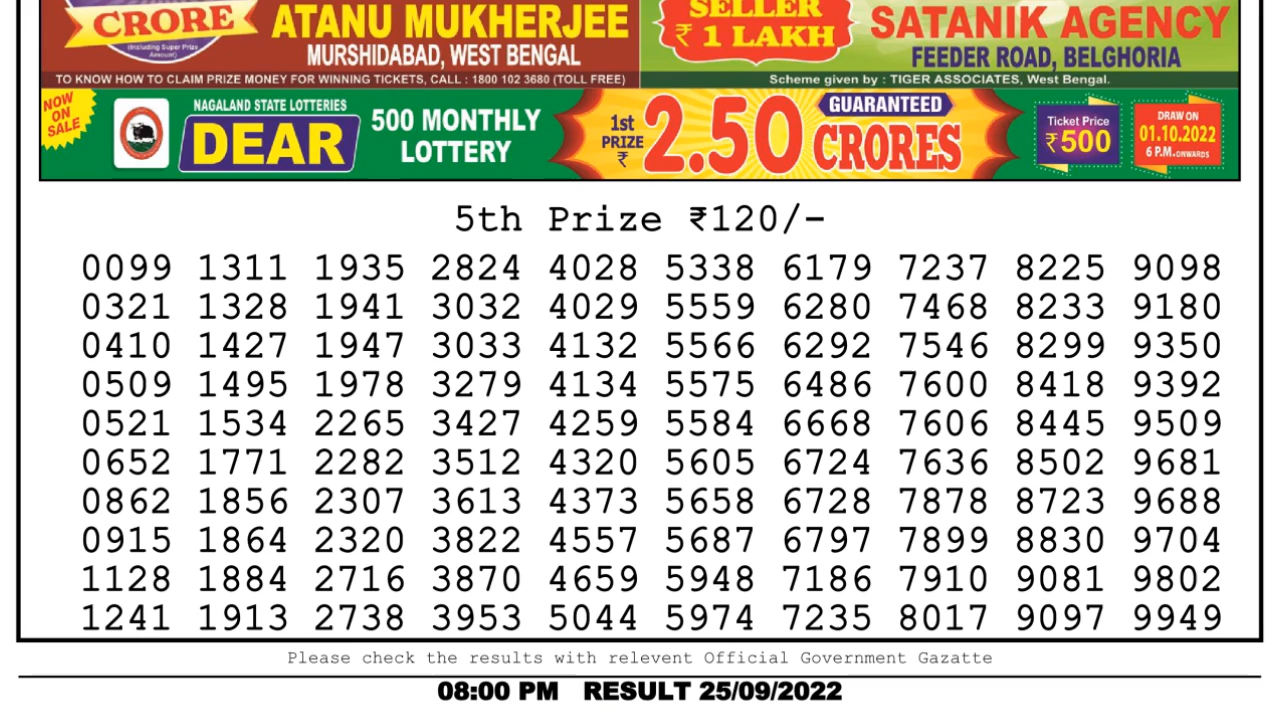 CRORE
(Including Super Prize
Amount)
ATANU MUKHERJEE
MURSHIDABAD, WEST BENGAL
TO KNOW HOW TO CLAIM PRIZE MONEY FOR WINNING TICKETS, CALL : 1800 102 3680 (TOLL FREE)
SELLER
₹ 1 LAKH
SATANIK AGENCY
FEEDER ROAD, BELGHORIA
Scheme given by : TIGER ASSOCIATES, West Bengal.
NOW
ON
SALE
NAGALAND STATE LOTTERIES
DEAR
500 MONTHLY
LOTTERY
1st
PRIZE
₹
2.50
GUARANTEED
CRORES
Ticket Price
₹500
DRAW ON
01.10.2022
6 P.M.ONWARDS
5th Prize ₹120/-
0099 1311 1935 2824 4028 5338 6179 7237 8225 9098
0321 1328 1941 3032 4029 5559 6280 7468 8233 9180
0410 1427 1947 3033 4132 5566 6292 7546 8299 9350
0509 1495 1978 3279 4134 5575 6486 7600 8418 9392
0521 1534 2265 3427 4259 5584 6668 7606 8445 9509
0652 1771 2282 3512 4320 5605 6724 7636 8502 9681
0862 1856 2307 3613 4373 5658 6728 7878 8723 9688
0915 1864 2320 3822 4557 5687 6797 7899 8830 9704
1128 1884 2716 3870 4659 5948 7186 7910 9081 9802
1241 1913 2738 3953 5044 5974 7235 8017 9097 9949
Please check the results with relevent Official Government Gazatte
08:00 PM RESULT 25/09/2022